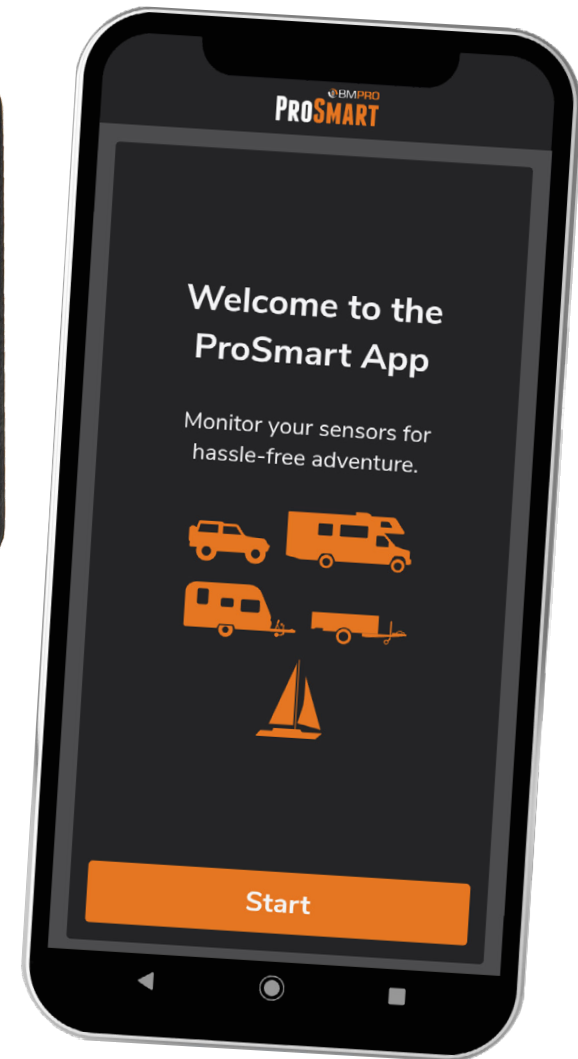 BMPRO
PROSMART
Welcome to the
ProSmart App
Monitor your sensors for
hassle-free adventure.
Start